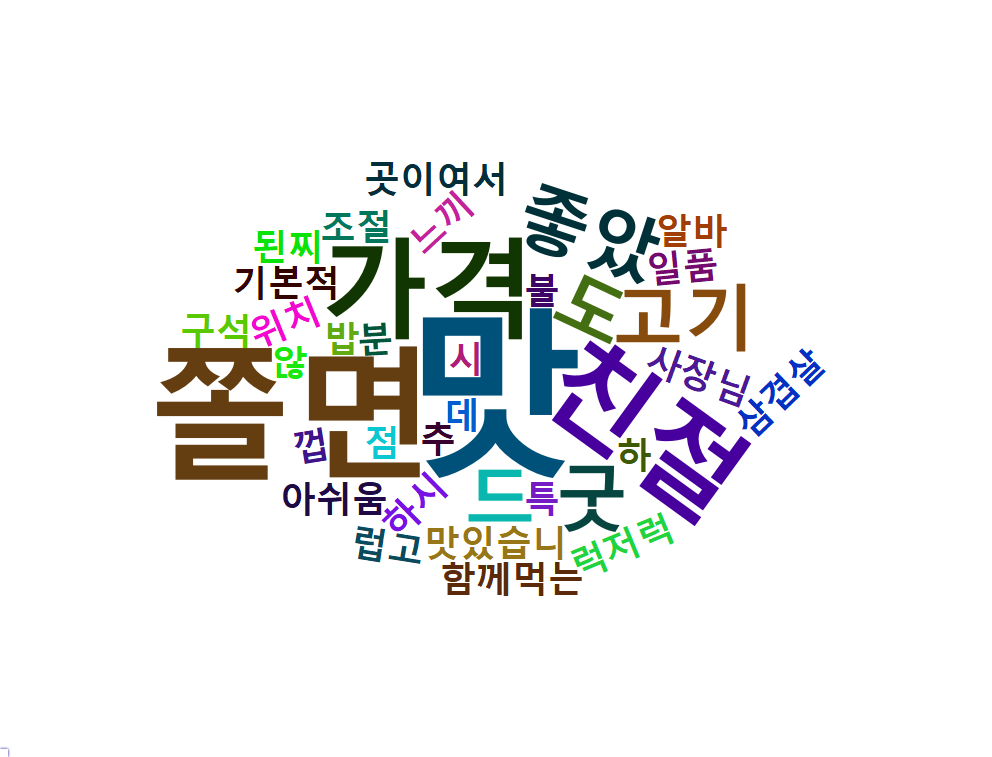 곳이여서
느끼
좋았
조절
알바
된찌
가격
일품
기본적
불
도
고기
위치
구석
밥
분
맛
시
않
친절
사장님
삼겹살
쫄면
데
껍
점
추
하
아쉬움
하시
드
특
굿
럽고
맛있습니
럭저럭
함께먹는